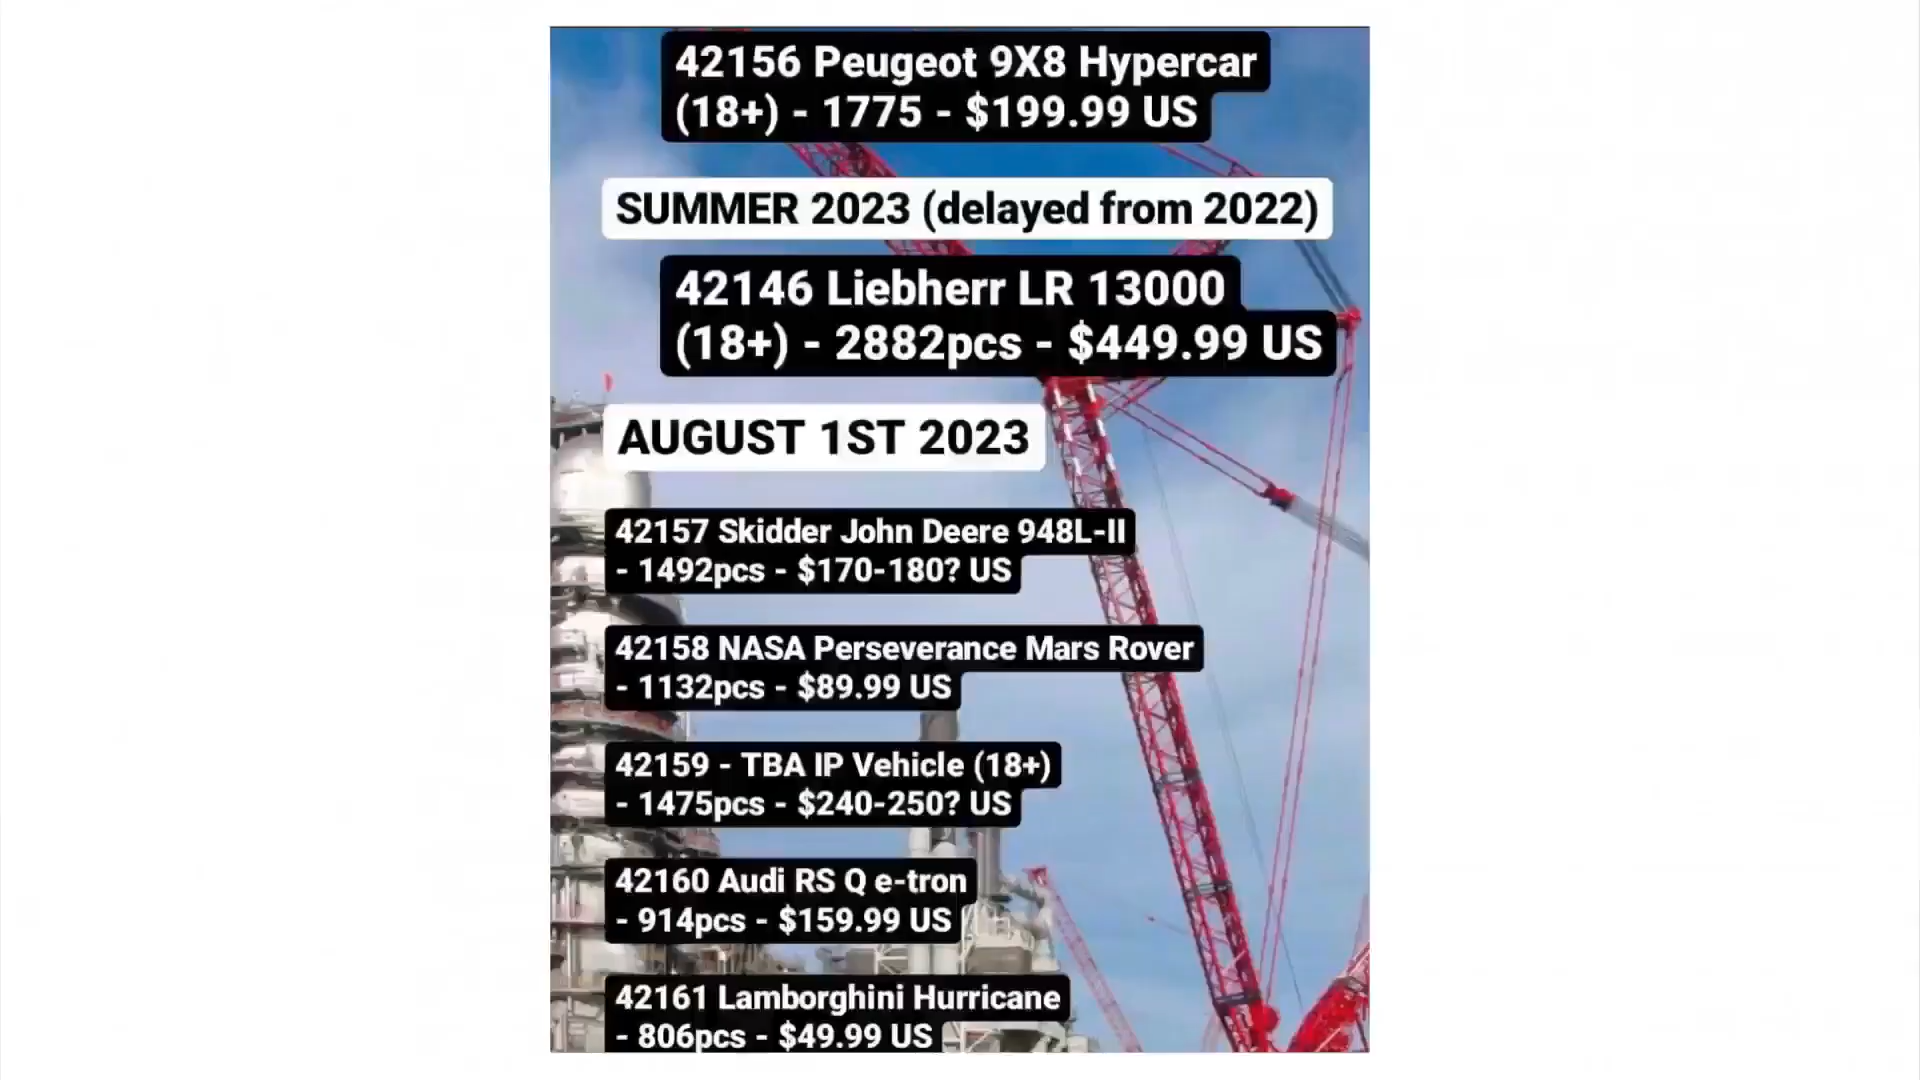 42156 Peugeot 9X8 Hypercar
(18+) - 1775 - $199.99 US
SUMMER 2023 (delayed from 2022)
42146 Liebherr LR 13000
(18+) - 2882pcs - $449.99 US
AUGUST 1ST 2023
42157 Skidder John Deere 948L-II
- 1492pcs - $170-180? US
42158 NASA Perseverance Mars Rover
- 1132pcs - $89.99 US
42159 - TBA IP Vehicle (18+)
- 1475pcs - $240-250? US
42160 Audi RS Q e-tron
- 914pcs - $159.99 US
42161 Lamborghini Hurricane
- 806pcs - $49.99 US